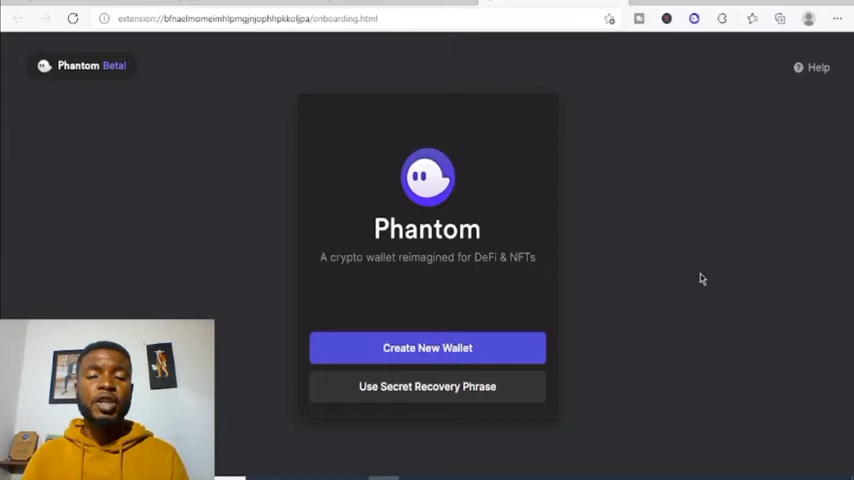 extension://bfnaelmomeimhlpmgjnjophhpkkoljpa/onboarding.html
Phantom Beta!
Help
Phantom
A crypto wallet reimagined for DeFi & NFTs
Create New Wallet
Use Secret Recovery Phrase